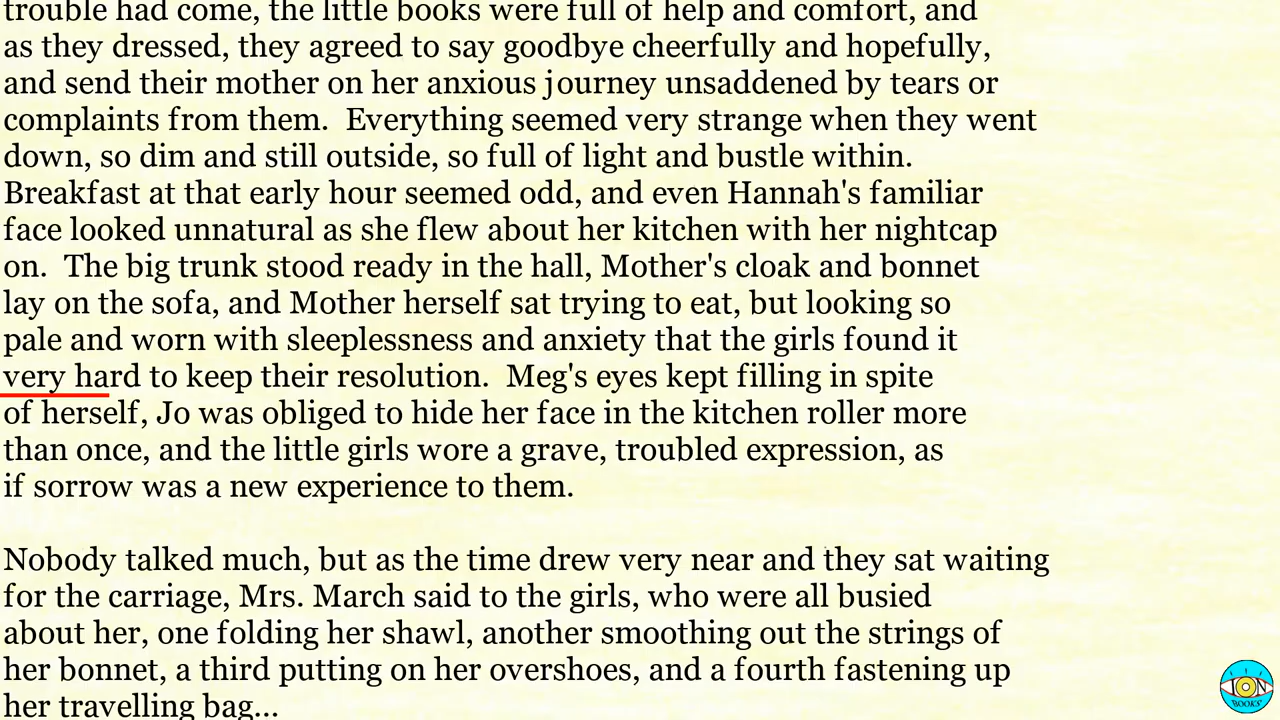 trouble had come, the little books were full of help and comfort, and
as they dressed, they agreed to say goodbye cheerfully and hopefully,
and send their mother on her anxious journey unsaddened by tears or
complaints from them.  Everything seemed very strange when they went
down, so dim and still outside, so full of light and bustle within.
Breakfast at that early hour seemed odd, and even Hannah's familiar
face looked unnatural as she flew about her kitchen with her nightcap
on.  The big trunk stood ready in the hall, Mother's cloak and bonnet
lay on the sofa, and Mother herself sat trying to eat, but looking so
pale and worn with sleeplessness and anxiety that the girls found it
very hard to keep their resolution.  Meg's eyes kept filling in spite
of herself, Jo was obliged to hide her face in the kitchen roller more
than once, and the little girls wore a grave, troubled expression, as
if sorrow was a new experience to them.
Nobody talked much, but as the time drew very near and they sat waiting
for the carriage, Mrs. March said to the girls, who were all busied
about her, one folding her shawl, another smoothing out the strings of
her bonnet, a third putting on her overshoes, and a fourth fastening up
her travelling bag...
ION
BOOKS